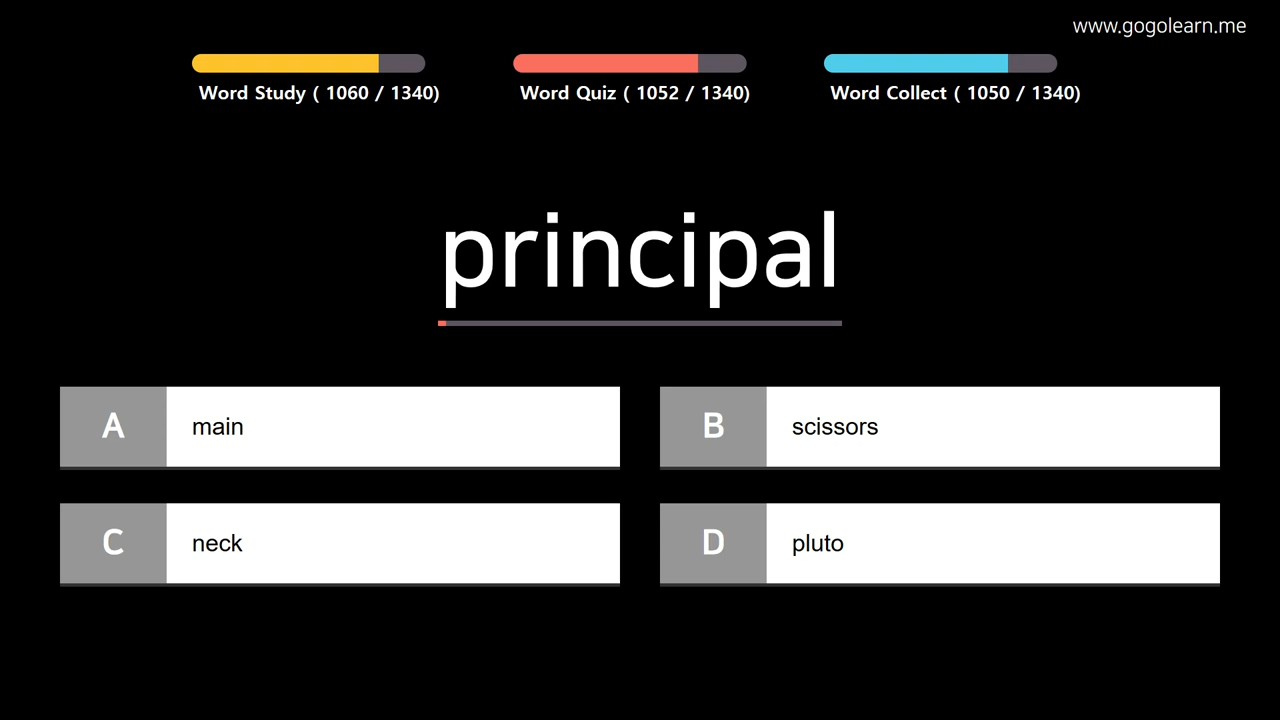 www.gogolearn.me
Word Study ( 1060 / 1340)
Word Quiz ( 1052 / 1340)
Word Collect ( 1050 / 1340)
principal
A main
B scissors
C neck
D pluto